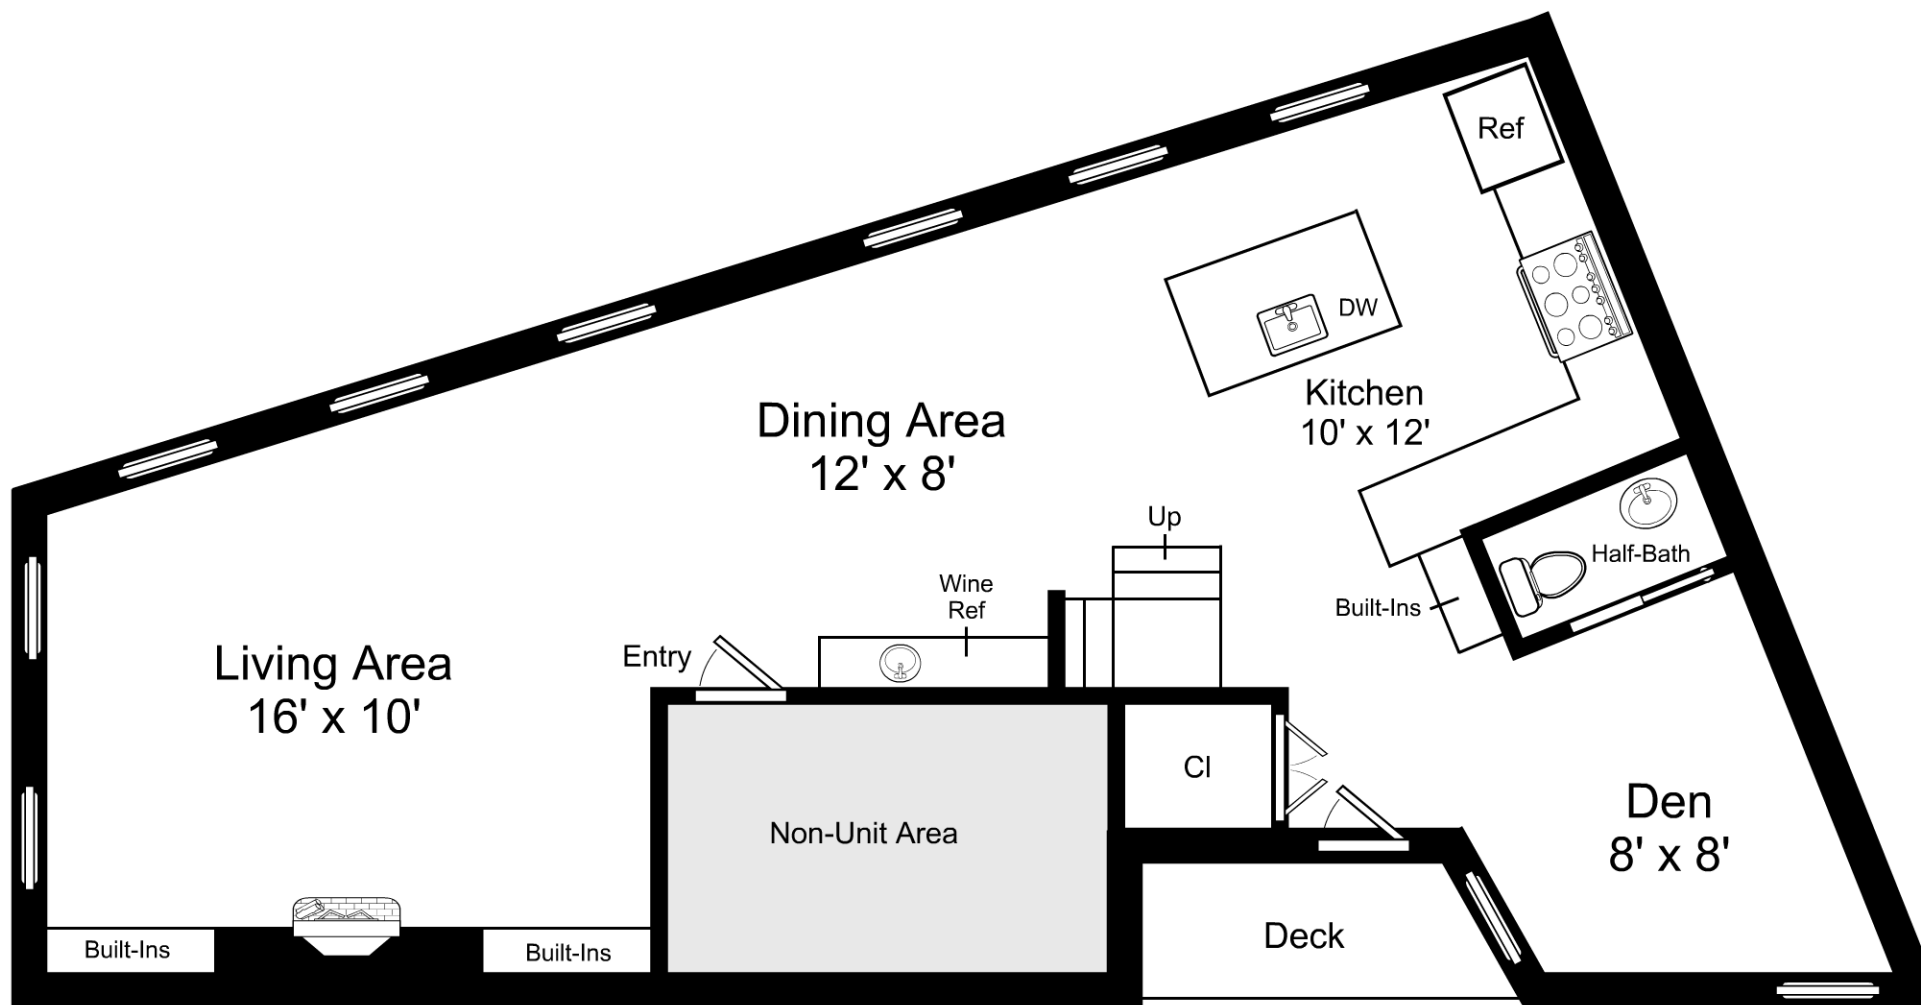 Ref
DW
Kitchen
10' x 12'
Dining Area
12' x 8'
Up
Half-Bath
Wine
Ref
Built-Ins
Entry
Living Area
16' x 10'
Cl
Non-Unit Area
Den
8' x 8'
Deck
Built-Ins
Built-Ins